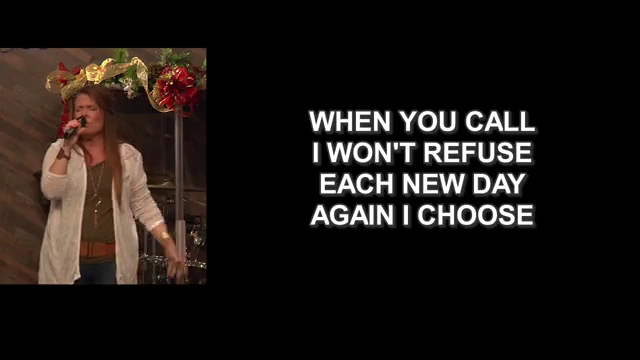 WHEN YOU CALL
I WON'T REFUSE
EACH NEW DAY
AGAIN I CHOOSE